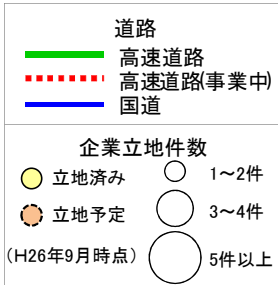 道路
高速道路
高速道路(事業中)
国道
企業立地件数
立地済み
1～2件
立地予定
3～4件
(H26年9月時点)
5件以上